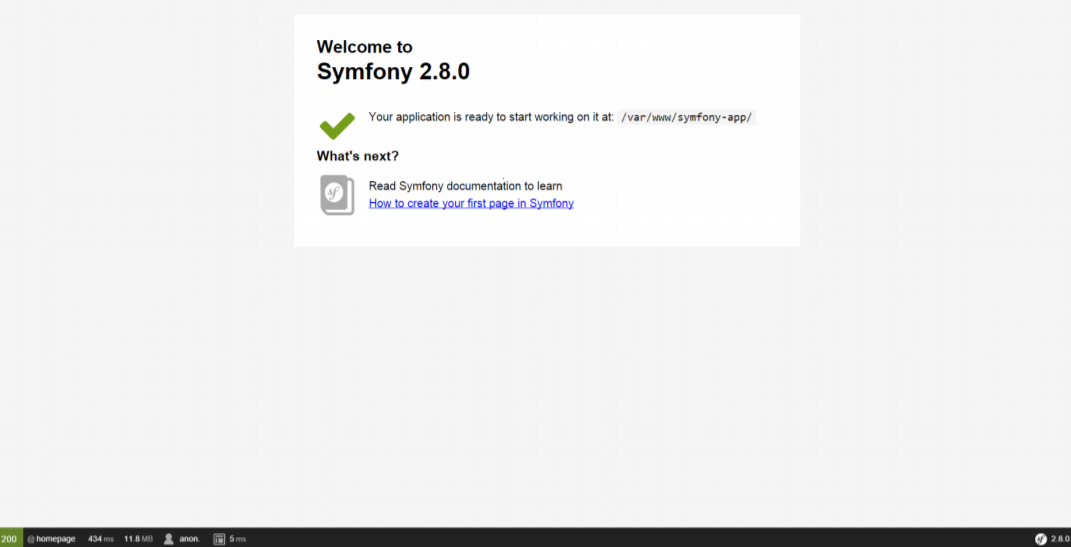 Welcome to
Symfony 2.8.0
Your application is ready to start working on it at: /var/www/symfony-app/
What's next?
sf
Read Symfony documentation to learn
How to create your first page in Symfony
200 @ homepage 434 ms 11.8 MB anon. 5 ms sf 2.8.0